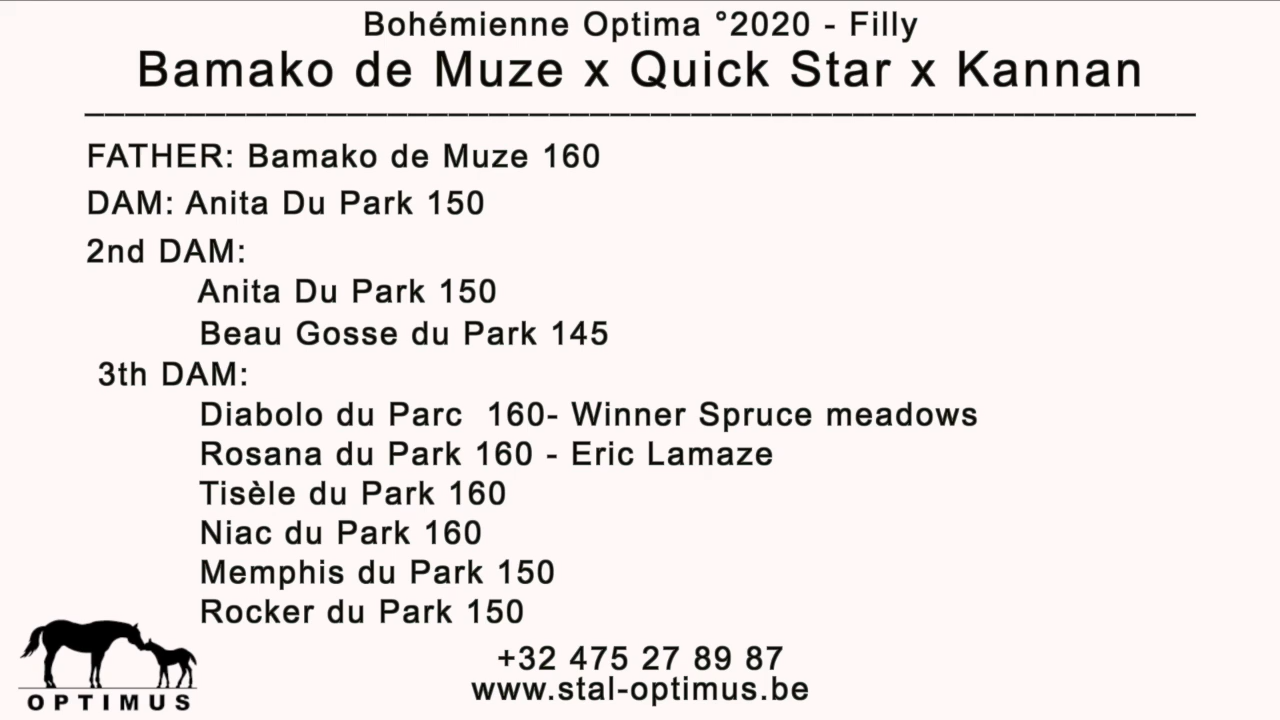 Bohémienne Optima °2020 - Filly
Bamako de Muze x Quick Star x Kannan
FATHER: Bamako de Muze 160
DAM: Anita Du Park 150
2nd DAM:
Anita Du Park 150
Beau Gosse du Park 145
3th DAM:
Diabolo du Parc  160- Winner Spruce meadows
Rosana du Park 160 - Eric Lamaze
Tisèle du Park 160
Niac du Park 160
Memphis du Park 150
Rocker du Park 150
+32 475 27 89 87
www.stal-optimus.be
OPTIMUS